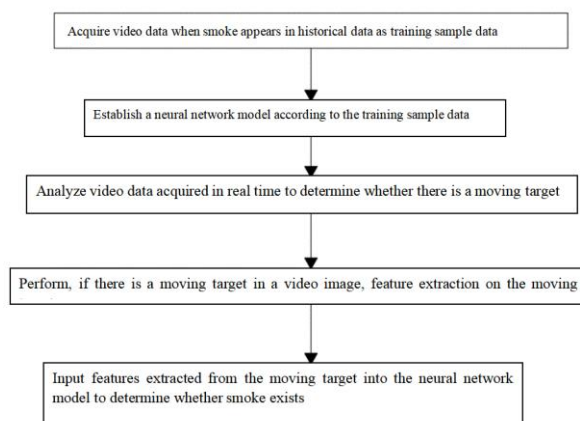 Acquire video data when smoke appears in historical data as training sample data
Establish a neural network model according to the training sample data
Analyze video data acquired in real time to determine whether there is a moving target
Perform, if there is a moving target in a video image, feature extraction on the moving
Input features extracted from the moving target into the neural network
model to determine whether smoke exists